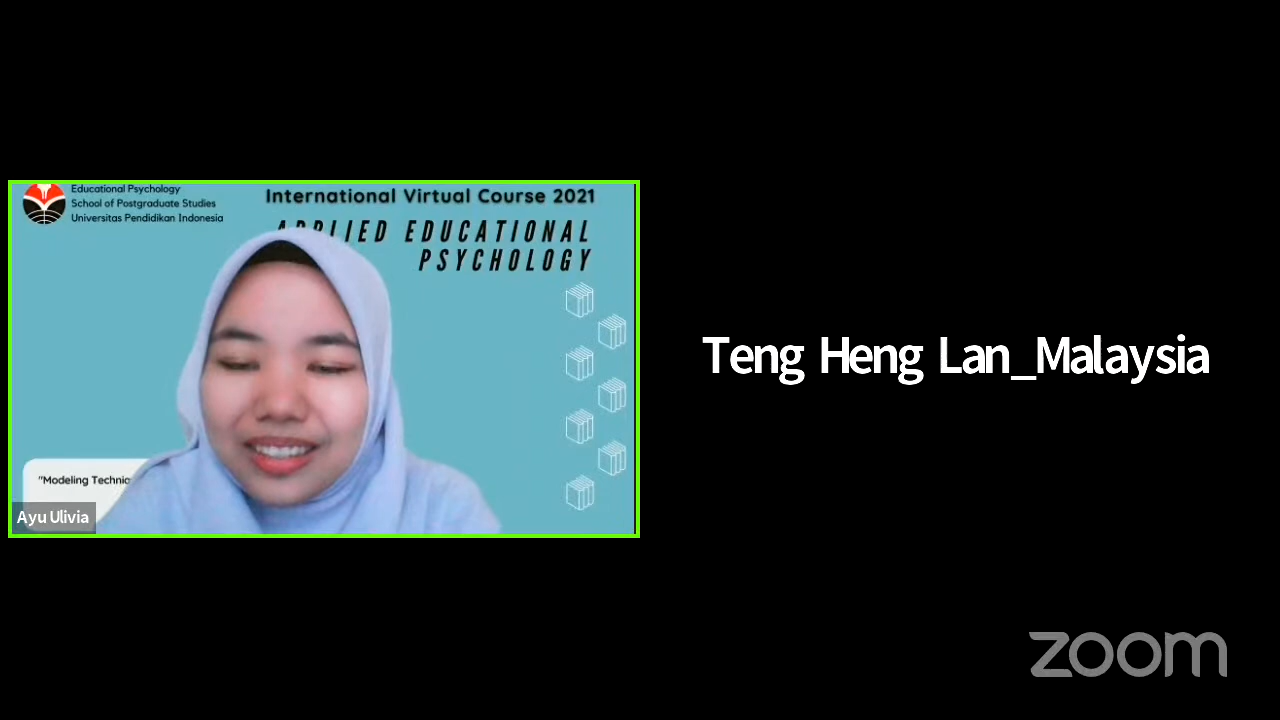 Educational Psychology
School of Postgraduate Studies
Universitas Pendidikan Indonesia
International Virtual Course 2021
APPLIED EDUCATIONAL
PSYCHOLOGY
"Modeling
Ayu Ulivia
Teng Heng Lan_Malaysia
zoom